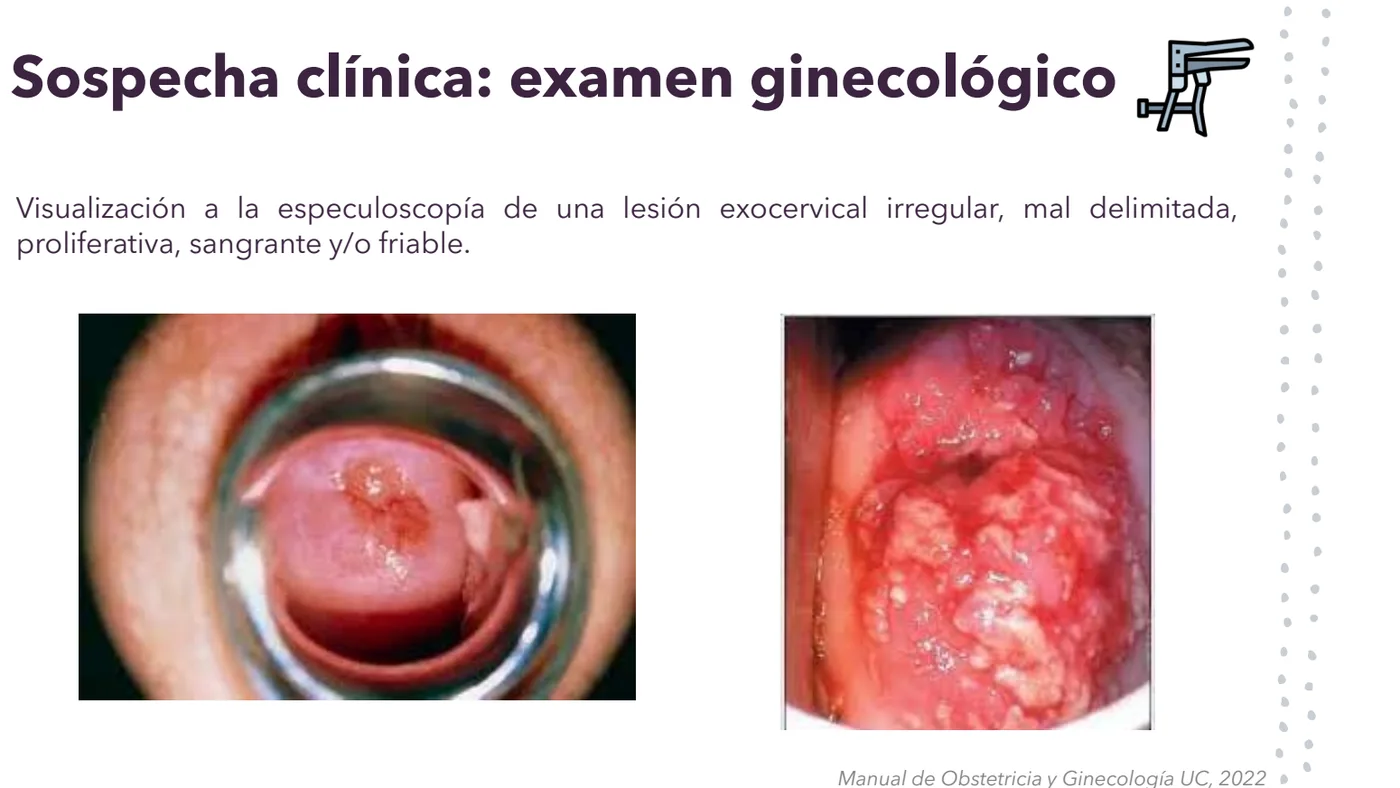 Sospecha clínica: examen ginecológico
Visualización a la especuloscopía de una lesión exocervical irregular, mal delimitada,
proliferativa, sangrante y/o friable.
Manual de Obstetricia y Ginecología UC, 2022